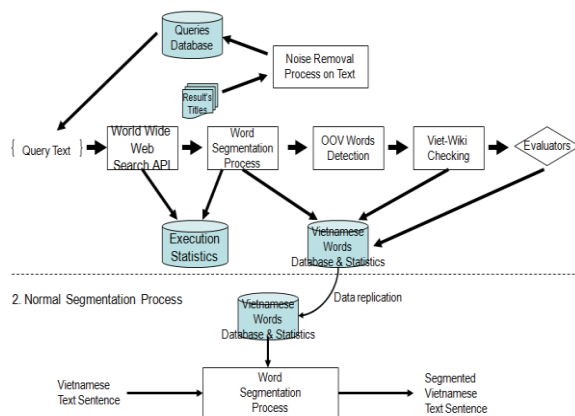 Queries
Database
Noise Removal
Process on Text
Result's
Titles
{ Query Text }
World Wide
Web
Search API
Word
Segmentation
Process
OOV Words
Detection
Viet-Wiki
Checking
Evaluators
Execution
Statistics
Vietnamese
Words
Database & Statistics
2. Normal Segmentation Process
Data replication
Vietnamese
Words
Database & Statistics
Vietnamese
Text Sentence
Word
Segmentation
Process
Segmented
Vietnamese
Text Sentence